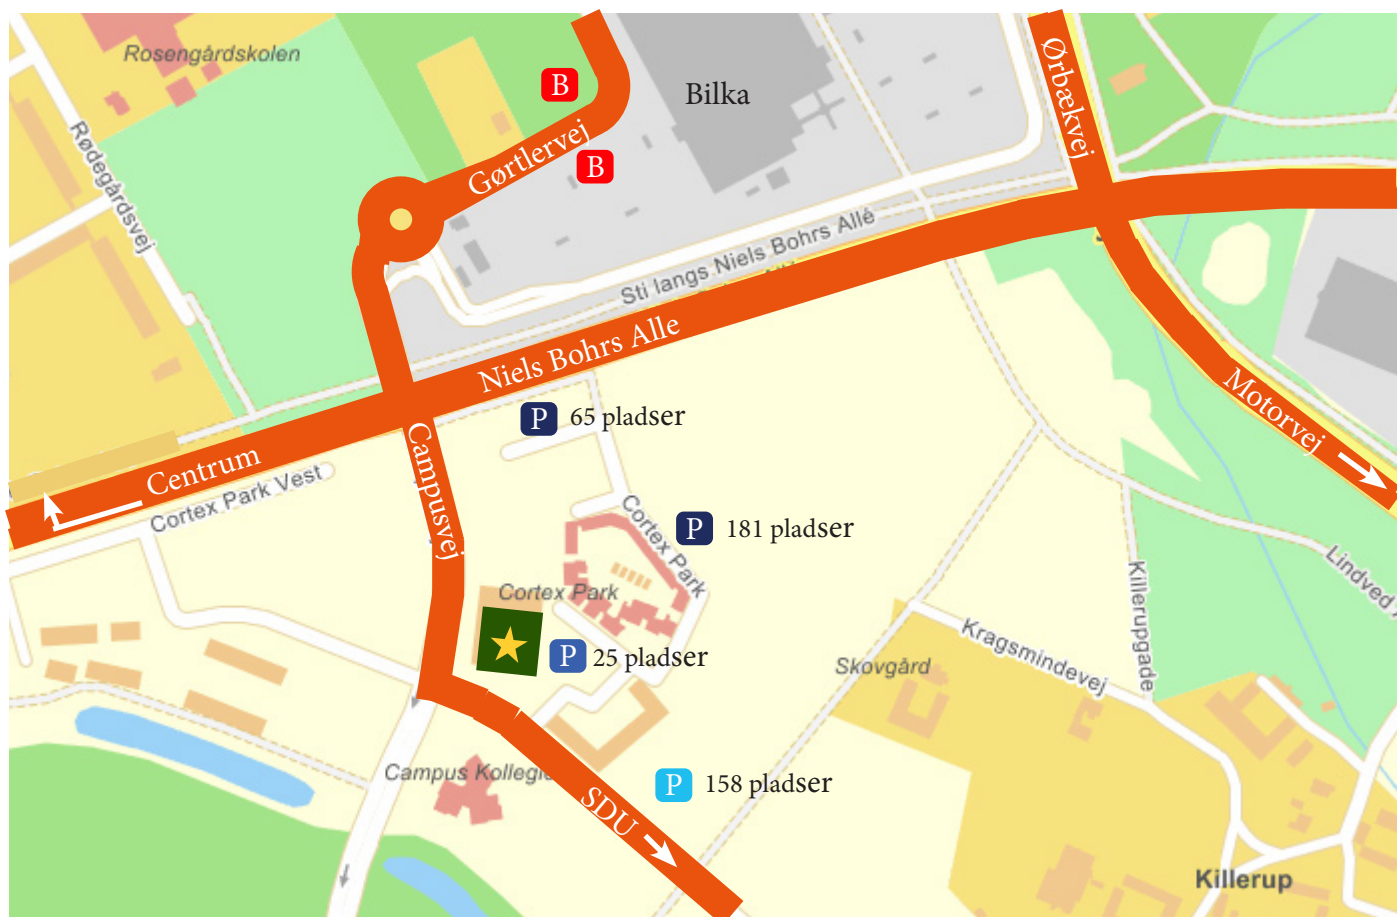 Rosengårdskolen
B
Bilka
Ørbækvej
Rødegårdsvej
Gørtlervej
B
Sti langs Niels Bohrs Allé
Niels Bohrs Alle
Motorvej
P 65 pladser
Centrum
Cortex Park Vest
Campusvej
P 181 pladser
Cortex Park
Cortex Park
Lindved
Killerupgade
P 25 pladser
Kragsmindevej
Skovgård
Campus Kollegie
P 158 pladser
SDU
Killerup